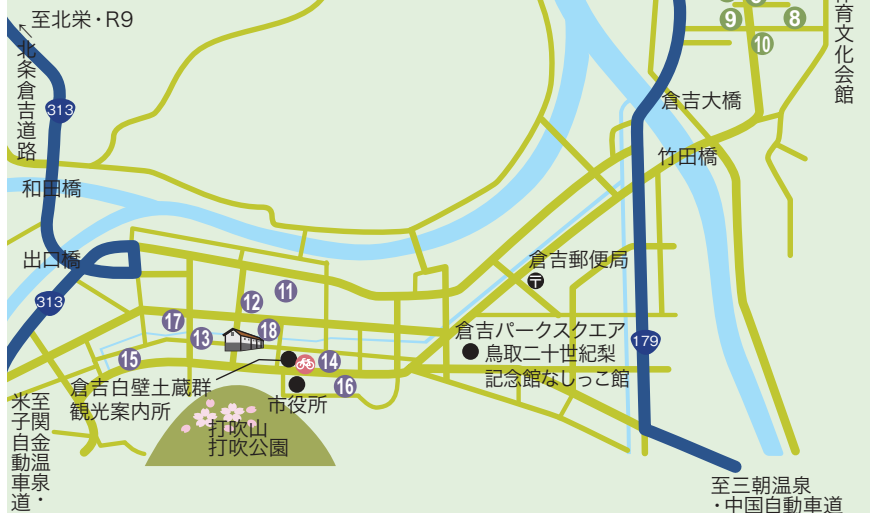 至北栄・R9
北条倉吉道路
313
和田橋
出口橋
313
9
8
10
育文化会館
倉吉大橋
竹田橋
倉吉郵便局
〒
11
12
17
13
18
14
15
16
倉吉パークスクエア
鳥取二十世紀梨
記念館なしっこ館
179
倉吉白壁土蔵群
観光案内所
市役所
打吹山
打吹公園
至関金温泉・
米子自動車道・
至三朝温泉
・中国自動車道